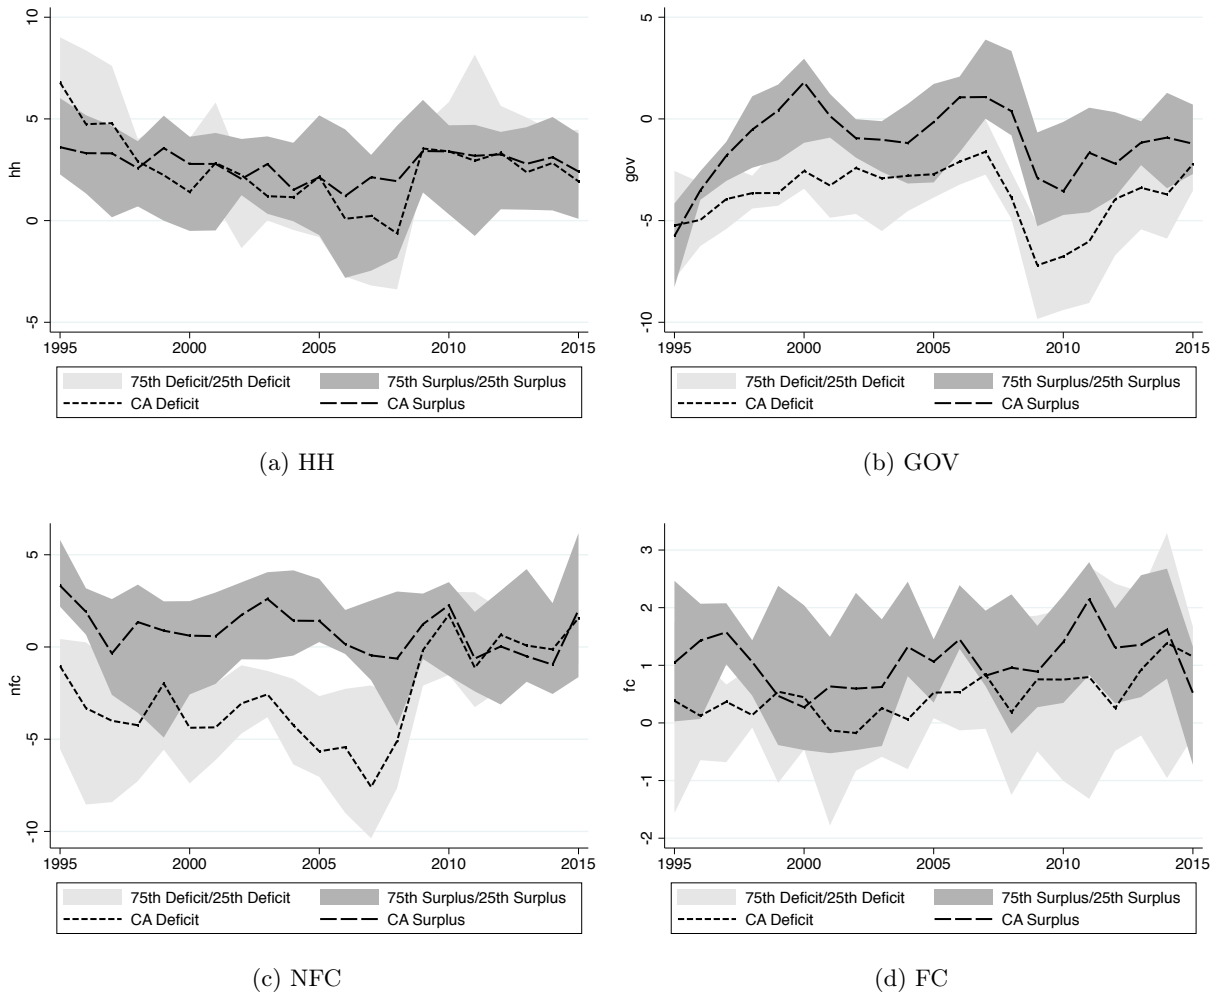 10
5
0
-5
hh
1995 2000 2005 2010 2015
75th Deficit/25th Deficit 75th Surplus/25th Surplus
CA Deficit CA Surplus
(a) HH
5
0
-5
-10
gov
1995 2000 2005 2010 2015
75th Deficit/25th Deficit 75th Surplus/25th Surplus
CA Deficit CA Surplus
(b) GOV
5
0
-5
-10
nfc
1995 2000 2005 2010 2015
75th Deficit/25th Deficit 75th Surplus/25th Surplus
CA Deficit CA Surplus
(c) NFC
3
2
1
0
-1
-2
fc
1995 2000 2005 2010 2015
75th Deficit/25th Deficit 75th Surplus/25th Surplus
CA Deficit CA Surplus
(d) FC